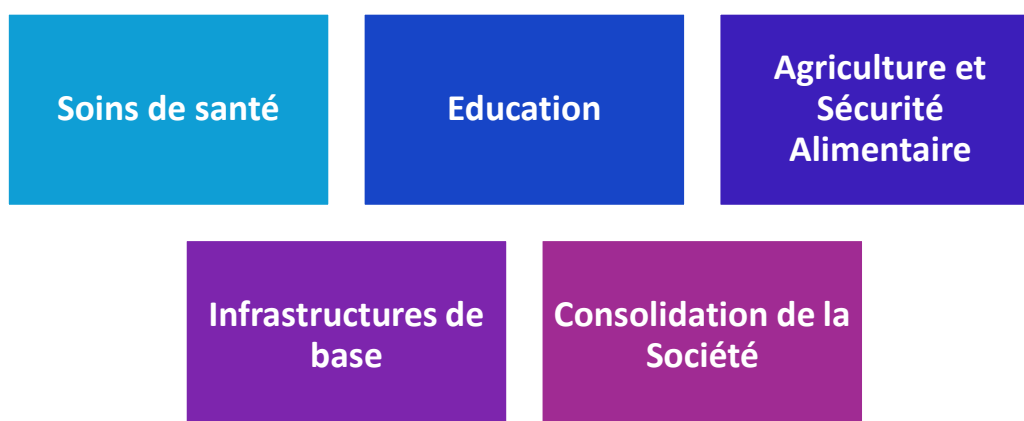 Soins de santé
Education
Agriculture et
Sécurité
Alimentaire
Infrastructures de
base
Consolidation de la
Société